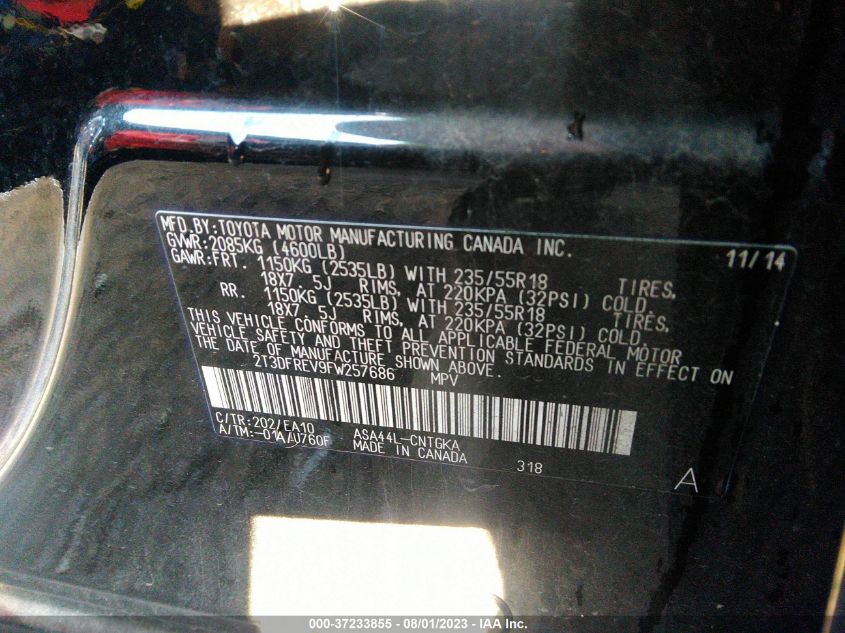 MFD.BY:TOYOTA MOTOR MANUFACTURING CANADA INC. 11/14
GVWR:2085KG (4600LB)
GAWR:FRT. 1150KG (2535LB) WITH 235/55R18 TIRES,
18X7.5J RIMS, AT 220KPA (32PSI) COLD.
RR. 1150KG (2535LB) WITH 235/55R18 TIRES,
18X7.5J RIMS, AT 220KPA (32PSI) COLD.
THIS VEHICLE CONFORMS TO ALL APPLICABLE FEDERAL MOTOR
VEHICLE SAFETY AND THEFT PREVENTION STANDARDS IN EFFECT ON
THE DATE OF MANUFACTURE SHOWN ABOVE.
2T3DFREV9FW257686 MPV
C/TR:202/EA10 ASA44L-CNTGKA
A/TM:-01A/U760F MADE IN CANADA 318
A
000-37233855 - 08/01/2023 - IAA Inc.